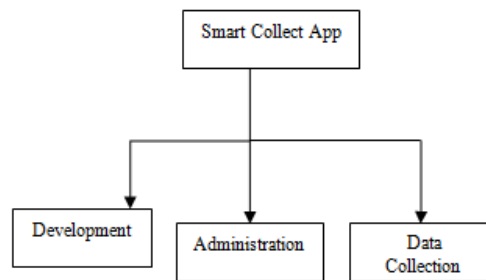 Smart Collect App
Development
Administration
Data
Collection